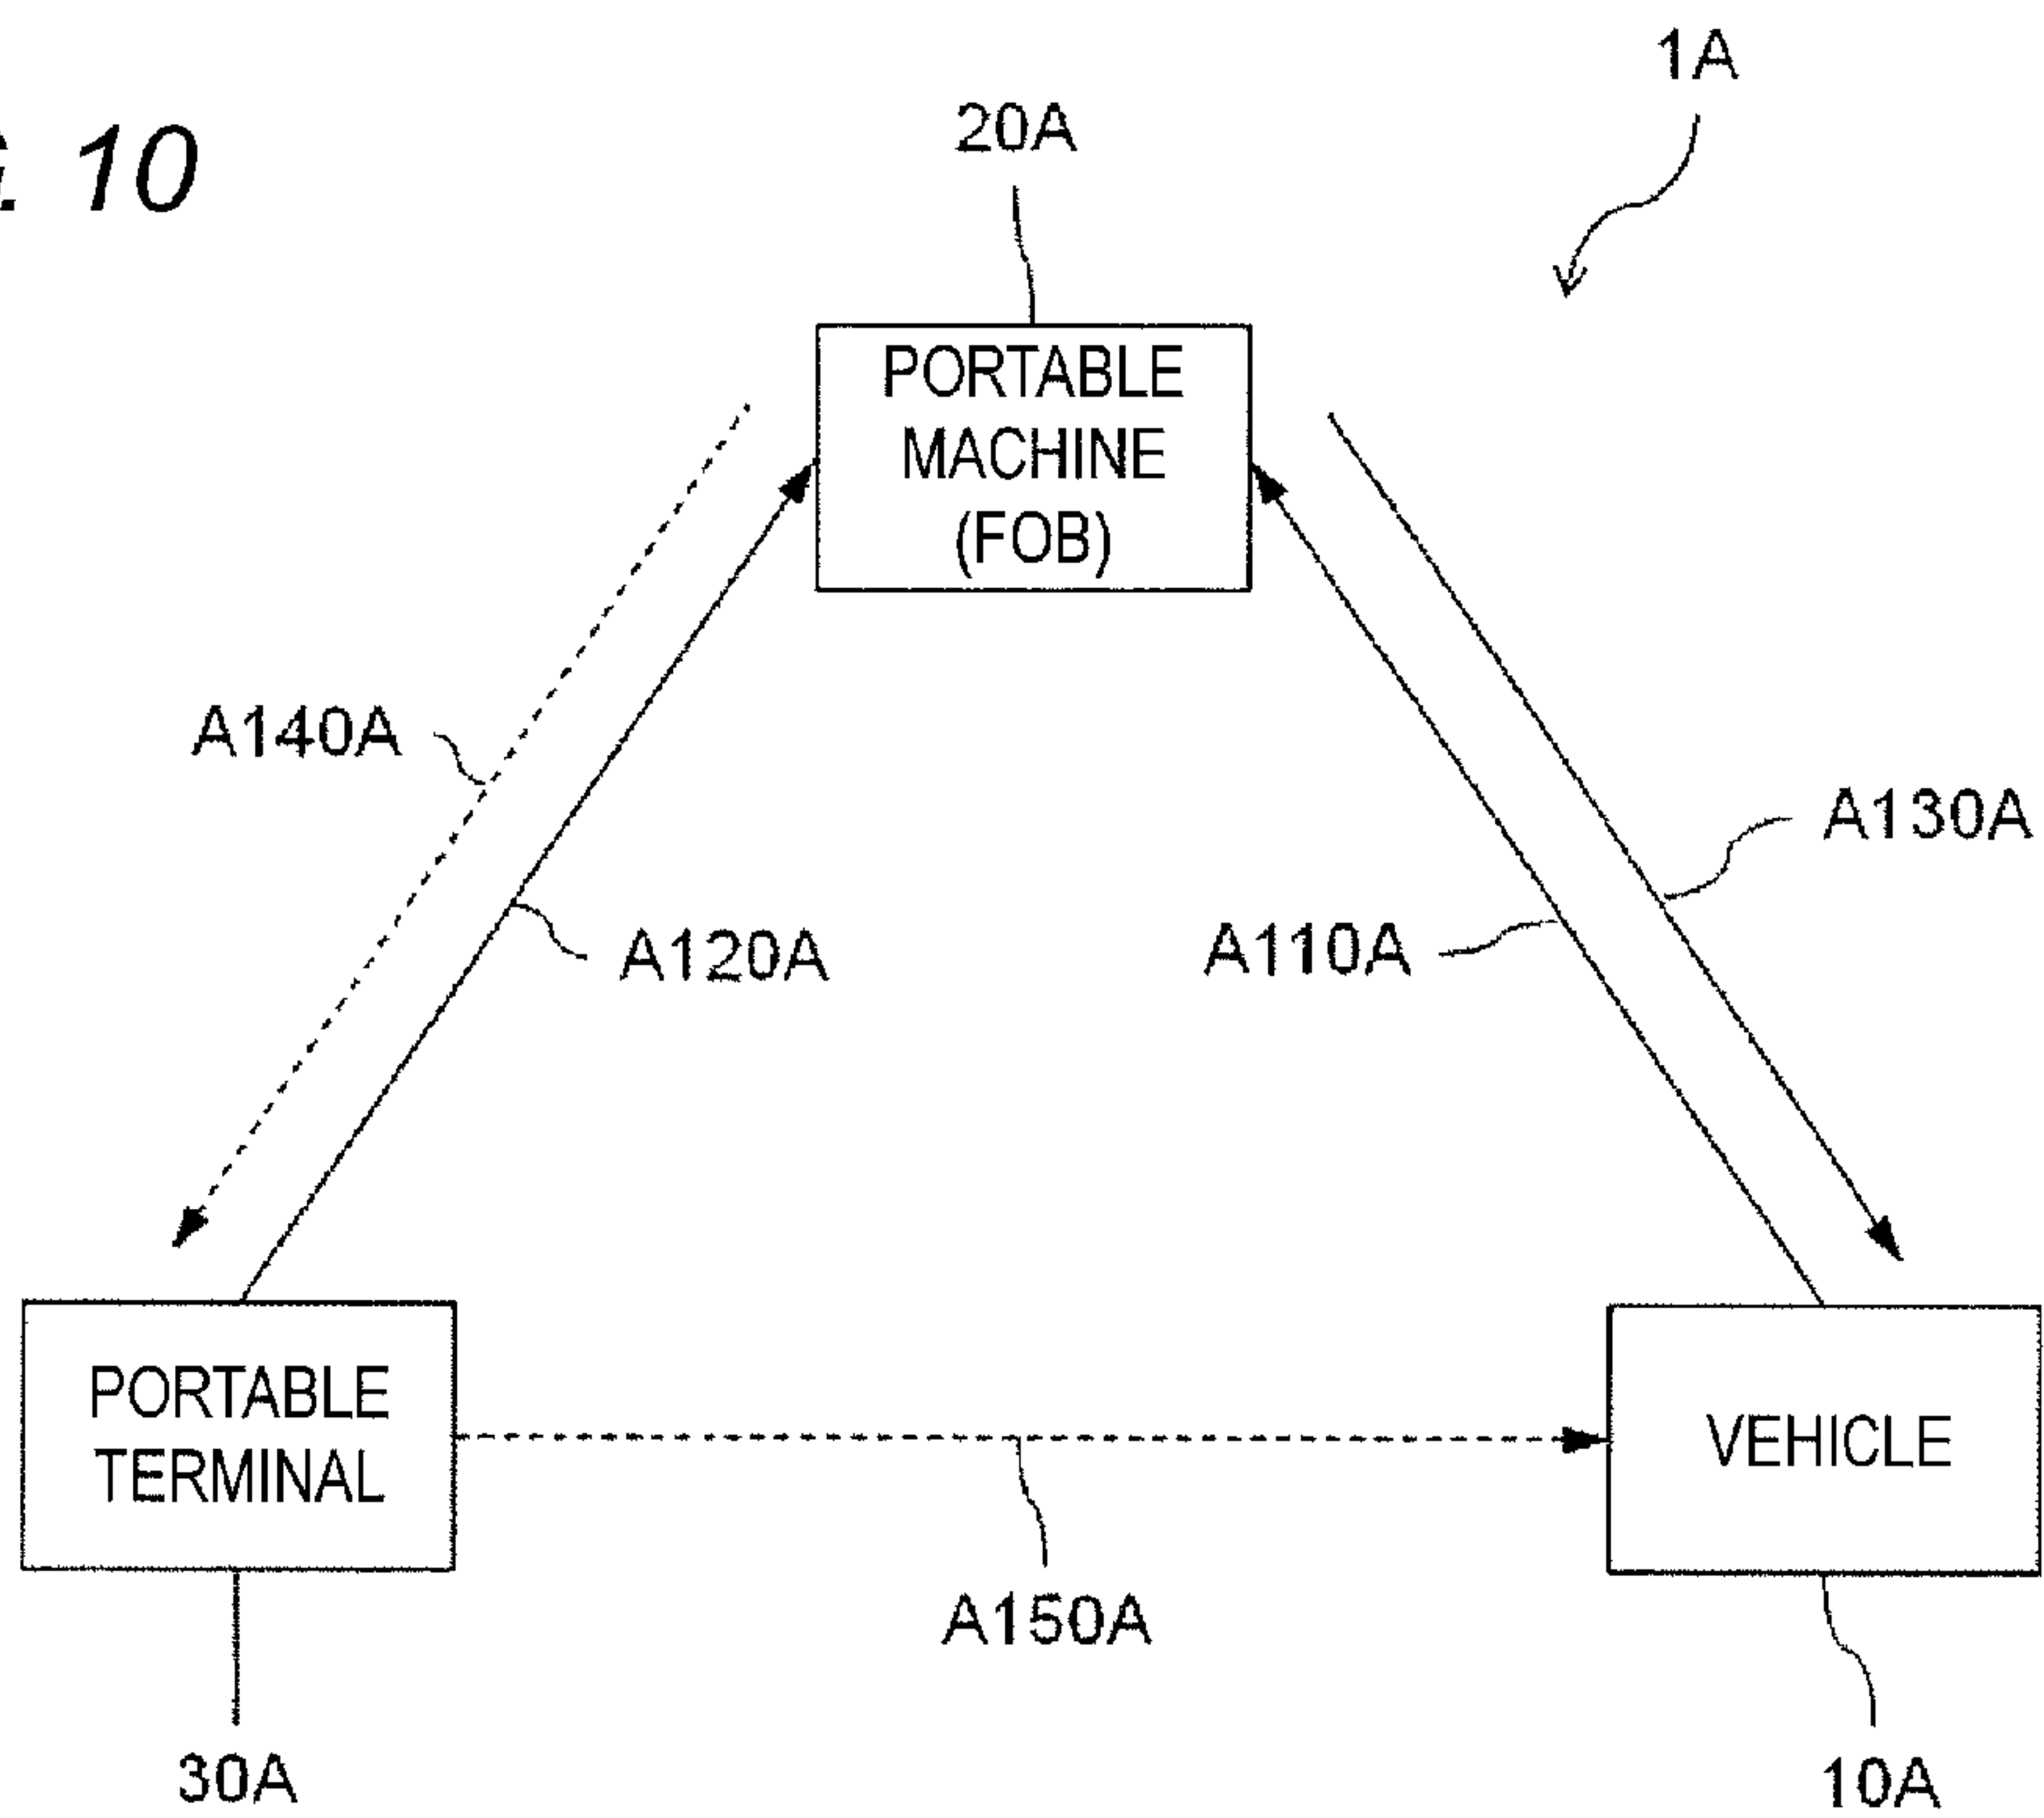 10
1A
20A
PORTABLE
MACHINE
(FOB)
A140A
A130A
A120A
A110A
PORTABLE
TERMINAL
VEHICLE
A150A
30A
10A